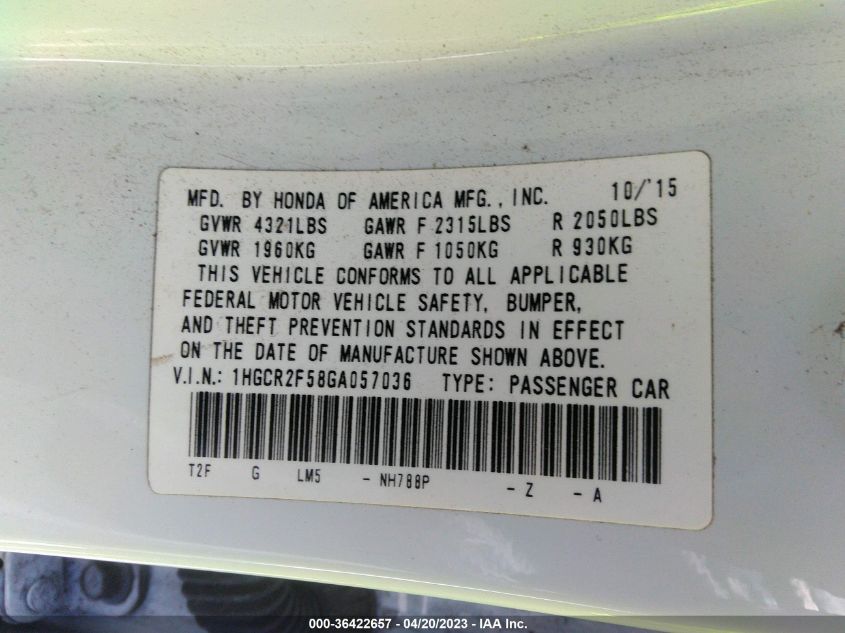 MFD. BY HONDA OF AMERICA MFG., INC. 10/'15
GVWR 4321LBS GAWR F 2315LBS R 2050LBS
GVWR 1960KG GAWR F 1050KG R 930KG
THIS VEHICLE CONFORMS TO ALL APPLICABLE
FEDERAL MOTOR VEHICLE SAFETY, BUMPER,
AND THEFT PREVENTION STANDARDS IN EFFECT
ON THE DATE OF MANUFACTURE SHOWN ABOVE.
V.I.N.: 1HGCR2F58GA057036 TYPE: PASSENGER CAR
T2F G LM5 - NH788P - Z - A
000-36422657 - 04/20/2023 - IAA Inc.